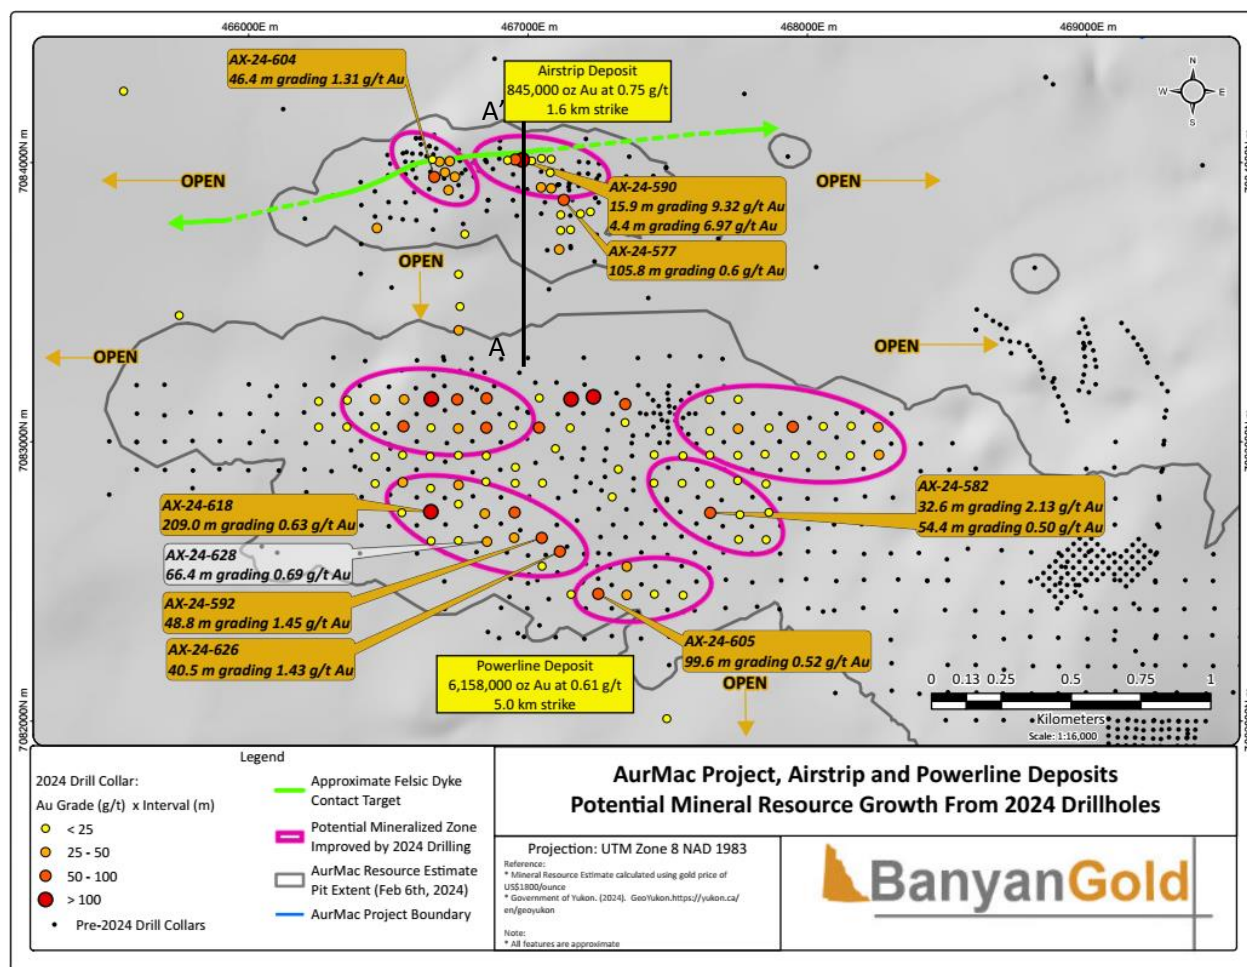 466000E m
467000E m
468000E m
469000E m
AX-24-604
46.4 m grading 1.31 g/t Au
Airstrip Deposit
845,000 oz Au at 0.75 g/t
1.6 km strike
N
W
E
S
A'
7084000N m
OPEN
OPEN
AX-24-590
15.9 m grading 9.32 g/t Au
4.4 m grading 6.97 g/t Au
AX-24-577
105.8 m grading 0.6 g/t Au
OPEN
A
OPEN
OPEN
7083000N m
AX-24-618
209.0 m grading 0.63 g/t Au
AX-24-582
32.6 m grading 2.13 g/t Au
54.4 m grading 0.50 g/t Au
AX-24-628
66.4 m grading 0.69 g/t Au
AX-24-592
48.8 m grading 1.45 g/t Au
AX-24-626
40.5 m grading 1.43 g/t Au
AX-24-605
99.6 m grading 0.52 g/t Au
Powerline Deposit
6,158,000 oz Au at 0.61 g/t
5.0 km strike
OPEN
0 0.13 0.25 0.5 0.75 1
Kilometers
Scale: 1:16,000
7082000N m
Legend
2024 Drill Collar:
Au Grade (g/t) x Interval (m)
< 25
25 - 50
50 - 100
> 100
Pre-2024 Drill Collars
Approximate Felsic Dyke
Contact Target
Potential Mineralized Zone
Improved by 2024 Drilling
AurMac Resource Estimate
Pit Extent (Feb 6th, 2024)
AurMac Project Boundary
AurMac Project, Airstrip and Powerline Deposits
Potential Mineral Resource Growth From 2024 Drillholes
Projection: UTM Zone 8 NAD 1983
Reference:
* Mineral Resource Estimate calculated using gold price of
US$1800/ounce
* Government of Yukon. (2024). GeoYukon.https://yukon.ca/
en/geoyukon
Note:
* All features are approximate
BanyanGold